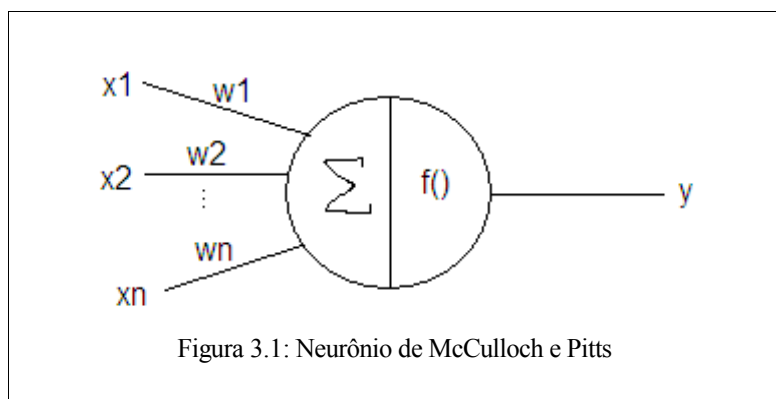 x1
w1
x2
w2
⋮
wn
xn
∑
f()
y
Figura 3.1: Neurônio de McCulloch e Pitts